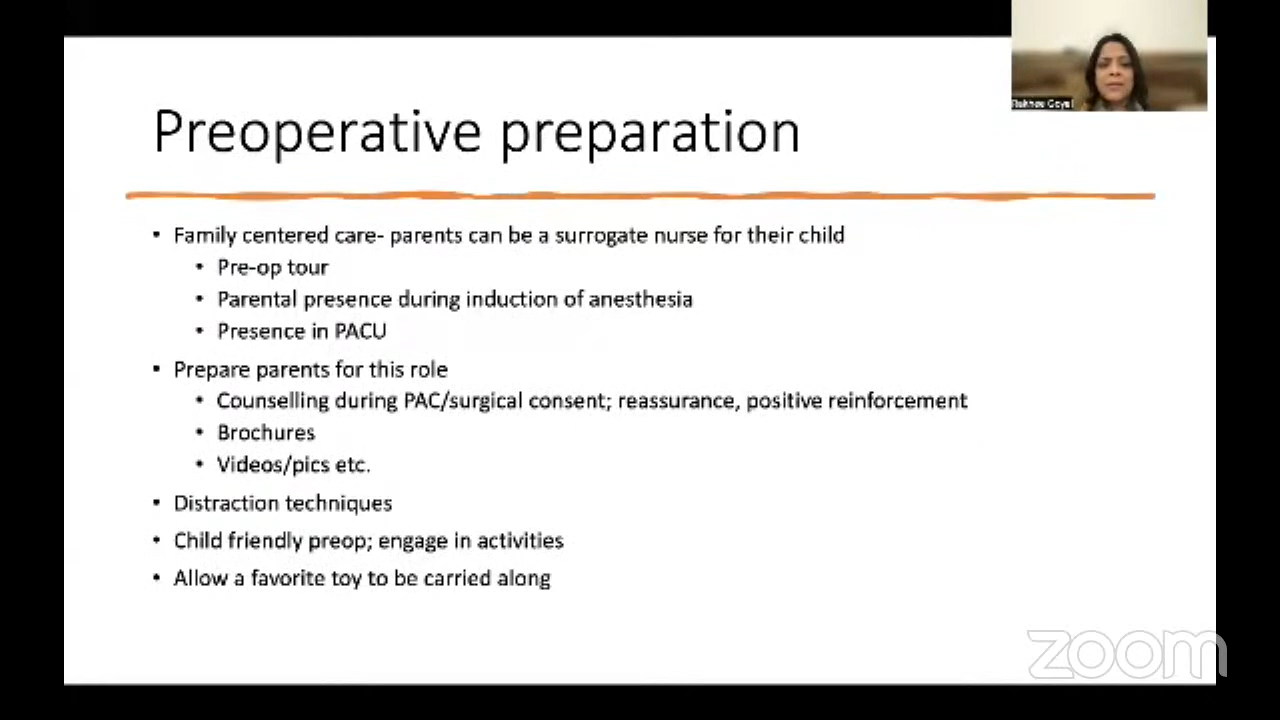 Rakhee Goyal
Preoperative preparation
• Family centered care- parents can be a surrogate nurse for their child
• Pre-op tour
• Parental presence during induction of anesthesia
• Presence in PACU
• Prepare parents for this role
• Counselling during PAC/surgical consent; reassurance, positive reinforcement
• Brochures
• Videos/pics etc.
• Distraction techniques
• Child friendly preop; engage in activities
• Allow a favorite toy to be carried along
zoom